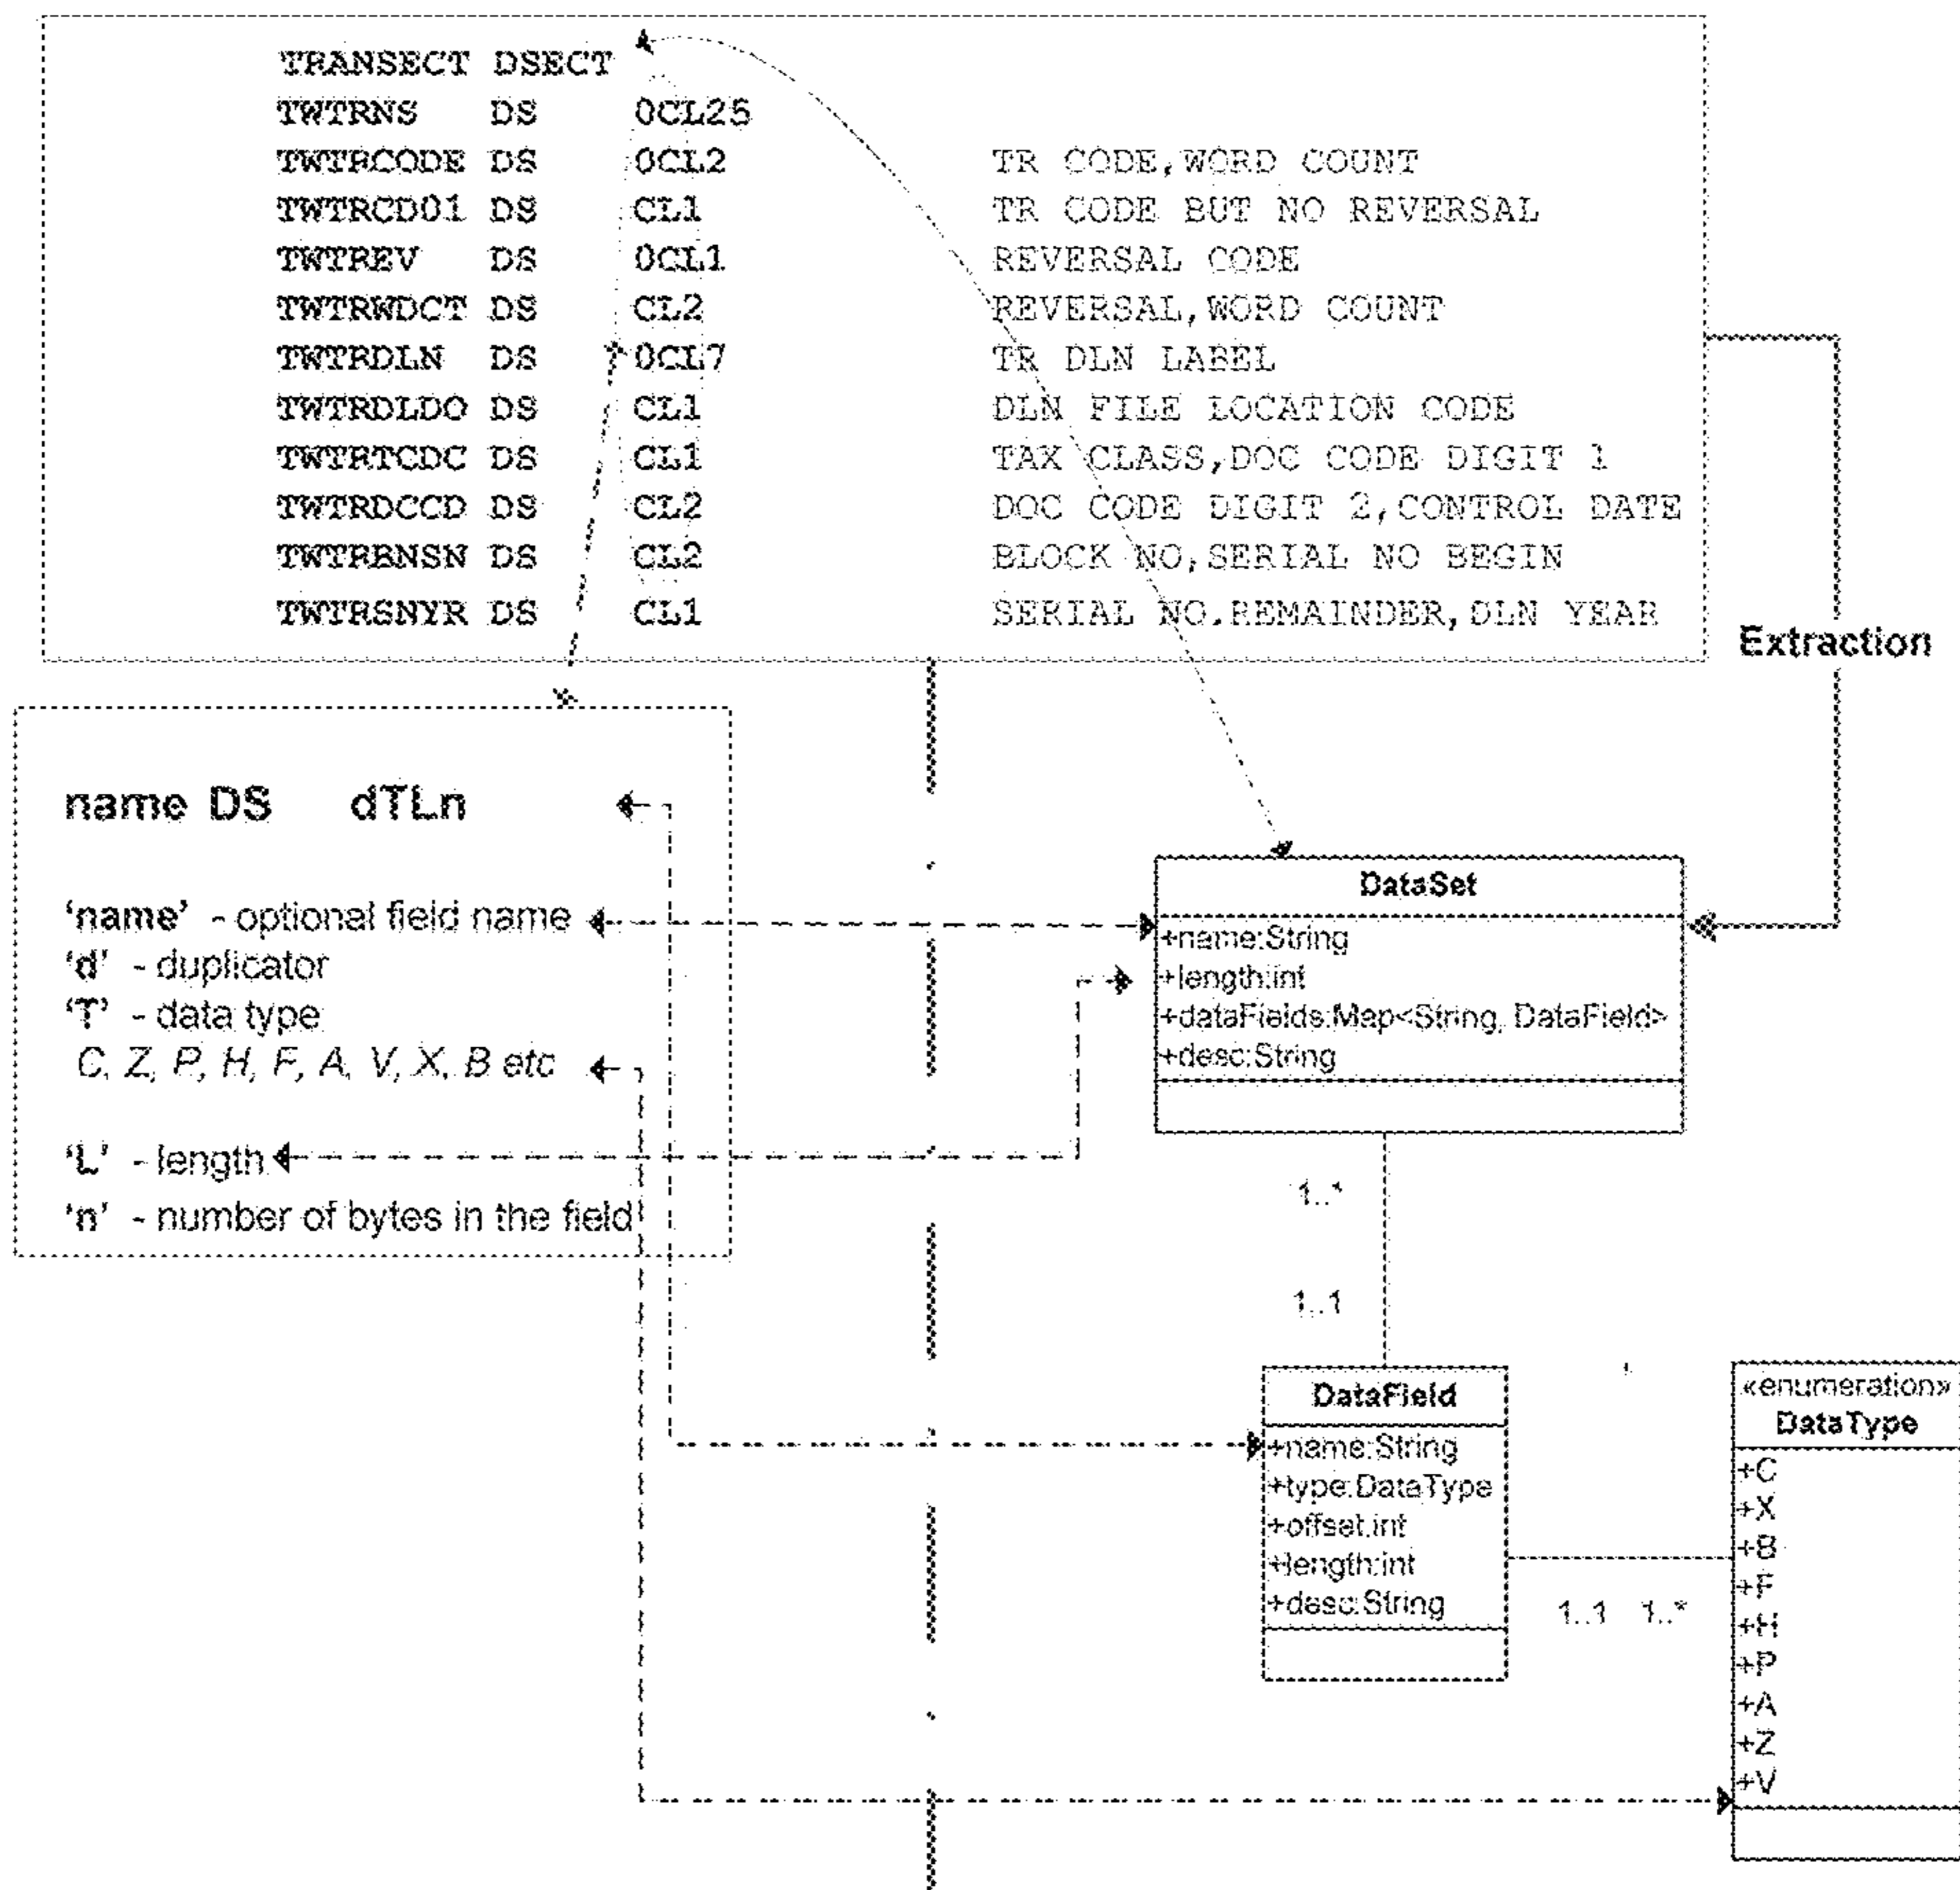 TRANSECT DSECT
TWTRNS DS 0CL25
TWTRCODE DS 0CL2 TR CODE,WORD COUNT
TWTRCD01 DS CL1 TR CODE BUT NO REVERSAL
TWTREV DS 0CL1 REVERSAL CODE
TWTRWDCT DS CL2 REVERSAL,WORD COUNT
TWTRDLN DS 0CL7 TR DLN LABEL
TWTRDLDO DS CL1 DLN FILE LOCATION CODE
TWTRTCDC DS CL1 TAX CLASS,DOC CODE DIGIT 1
TWTRDCCD DS CL2 DOC CODE DIGIT 2,CONTROL DATE
TWTRBNSN DS CL2 BLOCK NO,SERIAL NO BEGIN
TWTRSNYR DS CL1 SERIAL NO.REMAINDER,DLN YEAR
Extraction
name DS dTLn
'name' - optional field name
'd' - duplicator
'T' - data type
C, Z, P, H, F, A, V, X, B etc
'L' - length
'n' - number of bytes in the field
DataSet
+name:String
+length:int
+dataFields:Map<String, DataField>
+desc:String
1..*
1..1
DataField
+name:String
+type:DataType
+offset:int
+length:int
+desc:String
1..1 1..*
«enumeration»
DataType
+C
+X
+B
+F
+H
+P
+A
+Z
+V